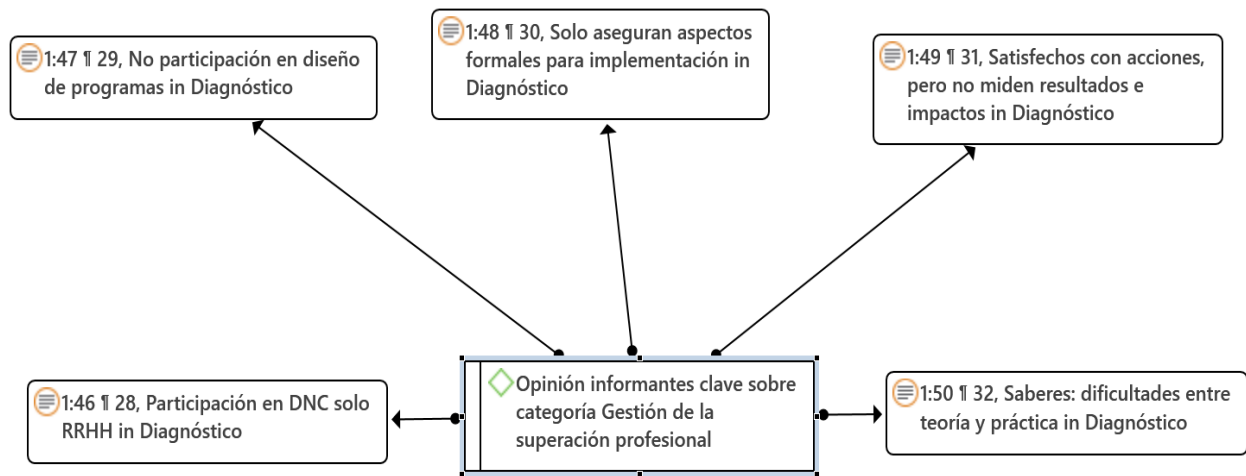 1:47 ¶ 29, No participación en diseño
de programas in Diagnóstico
1:48 ¶ 30, Solo aseguran aspectos
formales para implementación in
Diagnóstico
1:49 ¶ 31, Satisfechos con acciones,
pero no miden resultados e
impactos in Diagnóstico
1:46 ¶ 28, Participación en DNC solo
RRHH in Diagnóstico
Opinión informantes clave sobre
categoría Gestión de la
superación profesional
1:50 ¶ 32, Saberes: dificultades entre
teoría y práctica in Diagnóstico